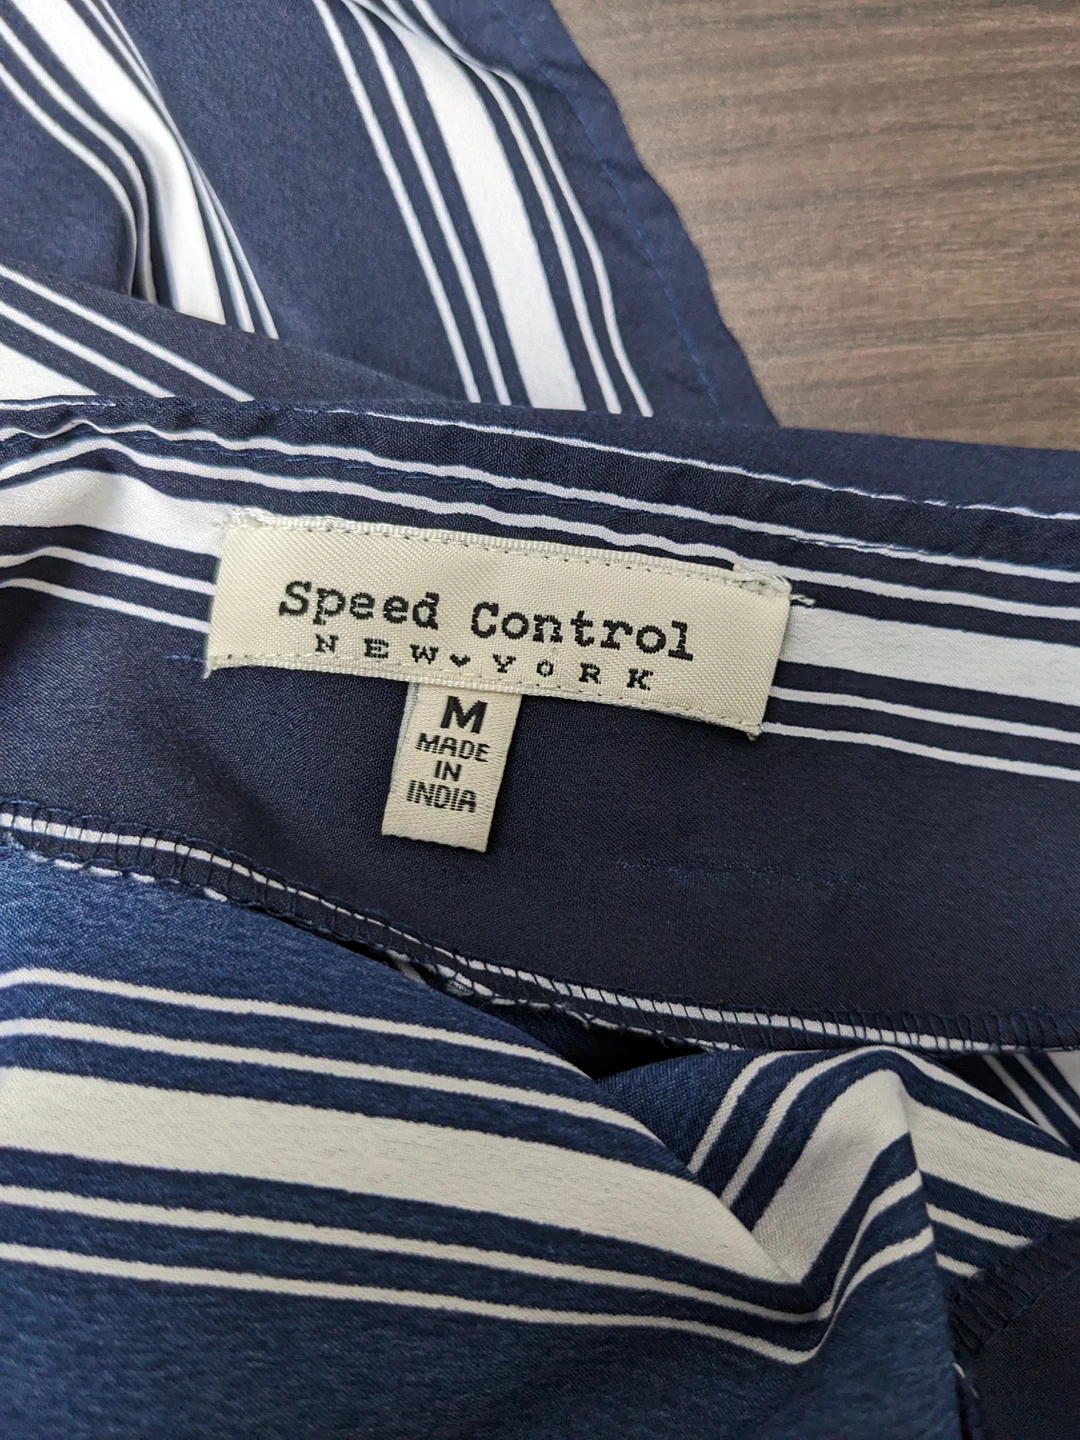 Speed Control
NEW♥YORK
M
MADE
IN
INDIA